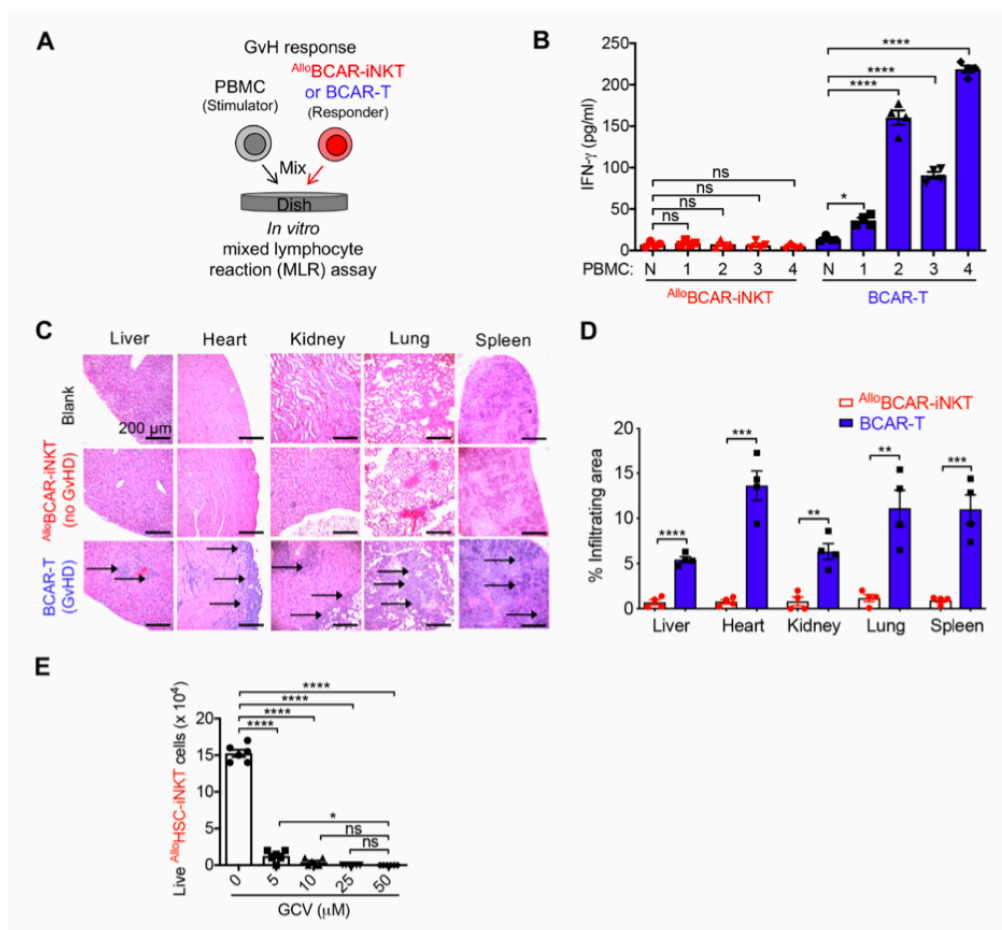 A
GvH response
PBMC
(Stimulator)
AlloBCAR-iNKT
or BCAR-T
(Responder)
Mix
Dish
In vitro
mixed lymphocyte
reaction (MLR) assay
B
IFN-γ (pg/ml)
250
200
150
100
50
0
ns
ns
ns
ns
*
****
****
****
PBMC: N 1 2 3 4 N 1 2 3 4
AlloBCAR-iNKT BCAR-T
C
Liver Heart Kidney Lung Spleen
Blank
200 μm
AlloBCAR-iNKT
(no GvHD)
BCAR-T
(GvHD)
D
AlloBCAR-iNKT
BCAR-T
% Infiltrating area
20
15
10
5
0
****
***
**
**
***
Liver Heart Kidney Lung Spleen
E
Live AlloHSC-iNKT cells (x 10⁴)
20
15
10
5
0
****
****
****
****
*
ns
ns
0 5 10 25 50
GCV (μM)